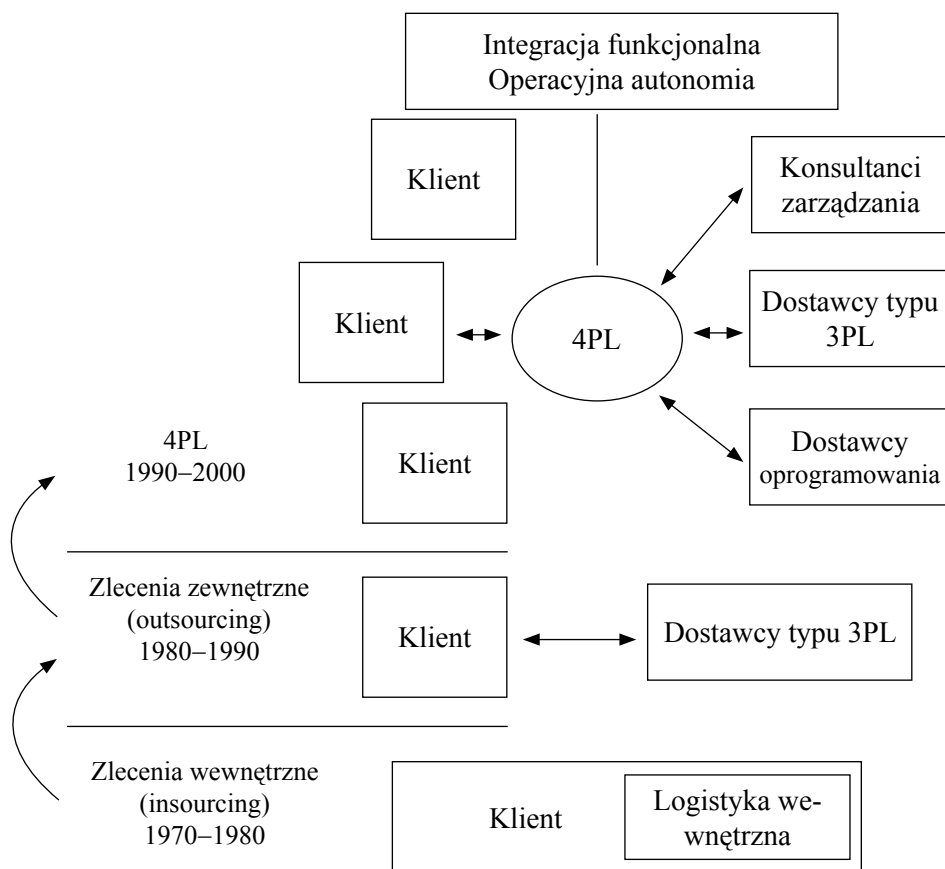 Integracja funkcjonalna
Operacyjna autonomia
Klient
Konsultanci
zarządzania
Klient
4PL
Dostawcy typu
3PL
4PL
1990–2000
Klient
Dostawcy
oprogramowania
Zlecenia zewnętrzne
(outsourcing)
1980–1990
Klient
Dostawcy typu 3PL
Zlecenia wewnętrzne
(insourcing)
1970–1980
Klient
Logistyka we-
wnętrzna